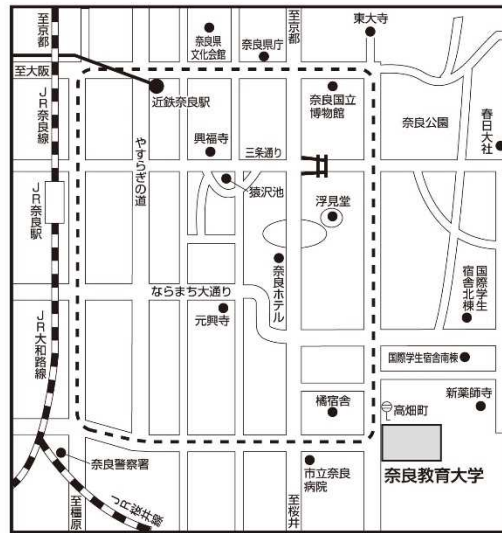 至京都
至京都
東大寺
奈良県
文化会館
奈良県庁
至大阪
近鉄奈良駅
奈良国立
博物館
奈良公園
春日大社
JR奈良線
やすらぎの道
興福寺
三条通り
猿沢池
浮見堂
JR奈良駅
国際学生
宿舎北棟
奈良ホテル
ならまち大通り
元興寺
JR大和路線
国際学生宿舎南棟
橘宿舎
高畑町
新薬師寺
奈良警察署
市立奈良
病院
奈良教育大学
至橿原
JR桜井線
至桜井